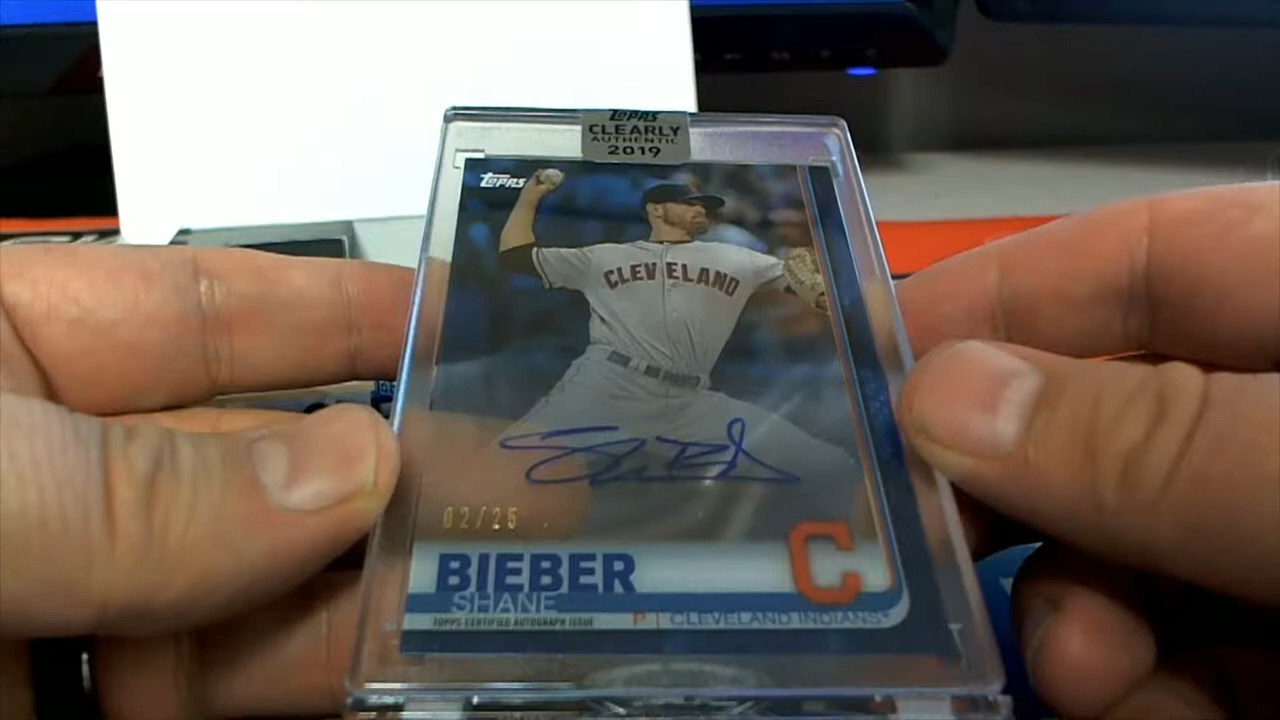 Topps
CLEARLY
AUTHENTIC
2019
Topps
CLEVELAND
02/25
C
BIEBER
SHANE
TOPPS CERTIFIED AUTOGRAPH ISSUE
P | CLEVELAND INDIANS